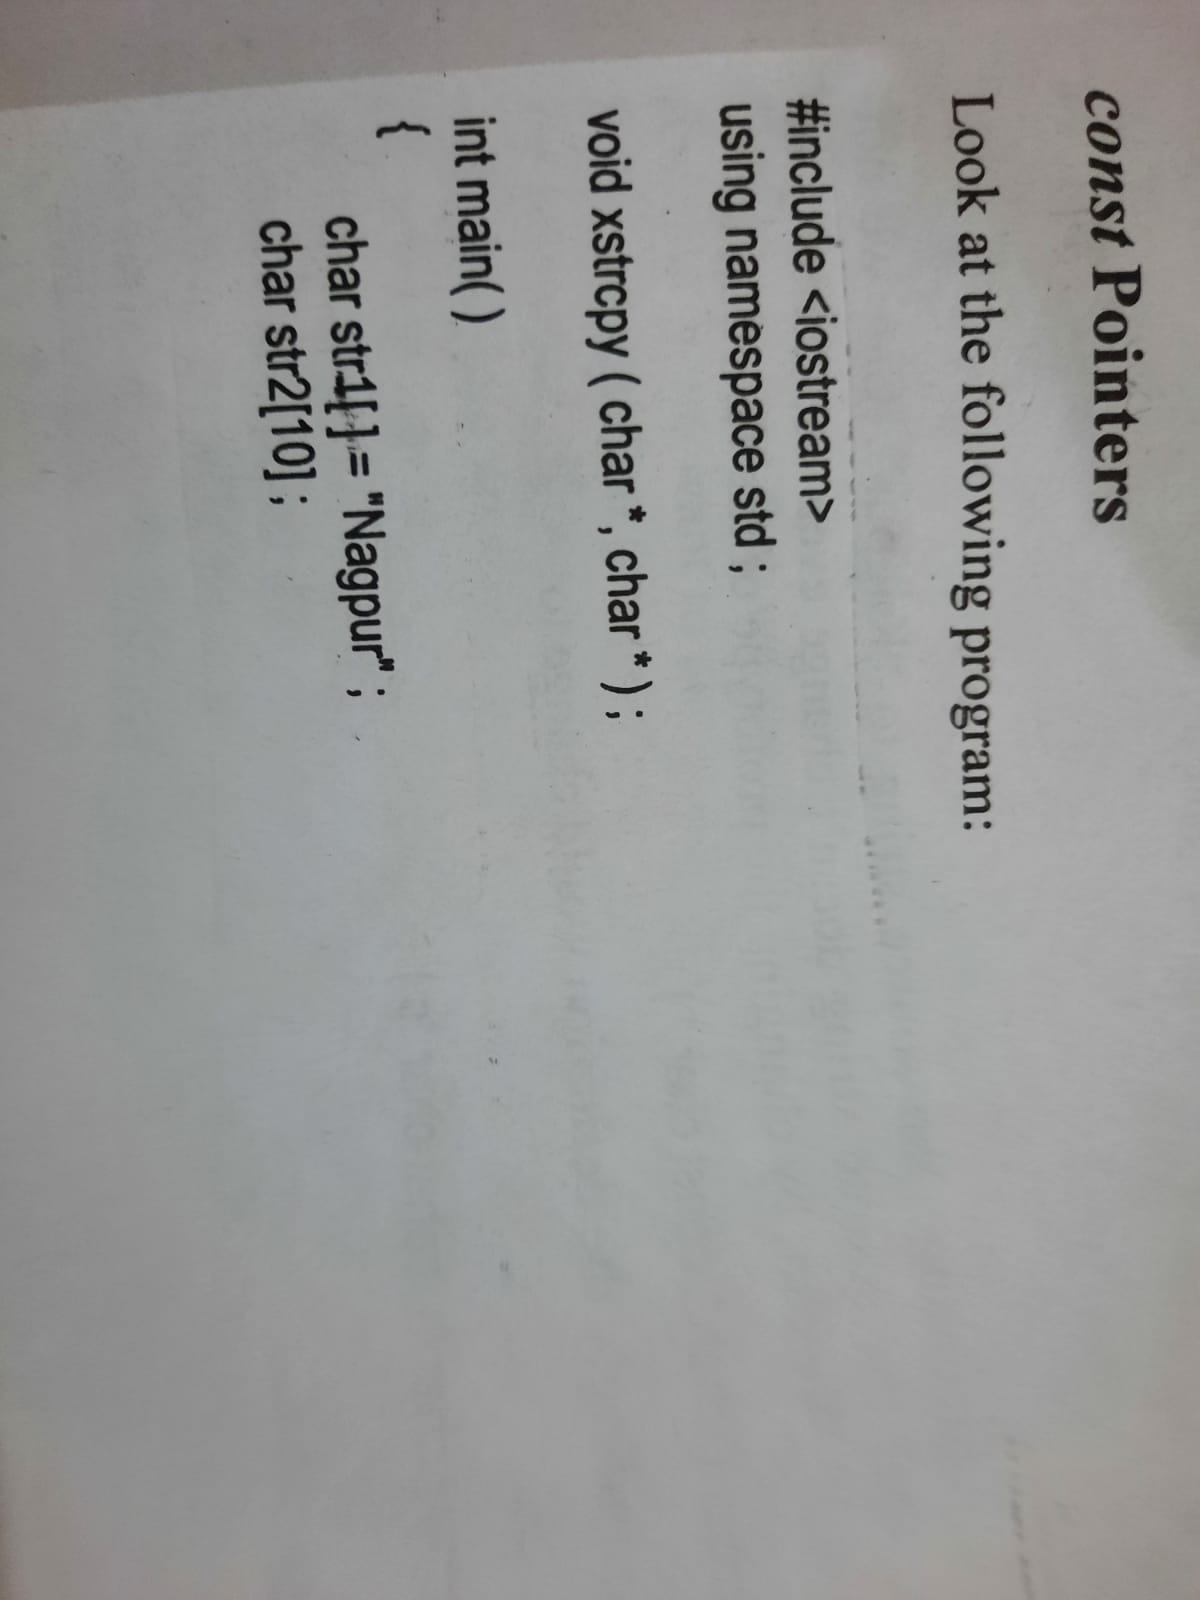 const Pointers
Look at the following program:
#include <iostream>
using namespace std ;
void xstrcpy ( char *, char * ) ;
int main( )
{
char str1[ ] = "Nagpur" ;
char str2[10] ;